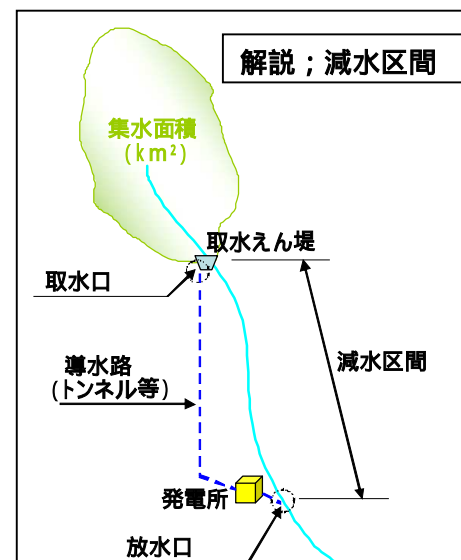 解説；減水区間
集水面積
(km²)
取水えん堤
取水口
導水路
(トンネル等)
減水区間
発電所
放水口